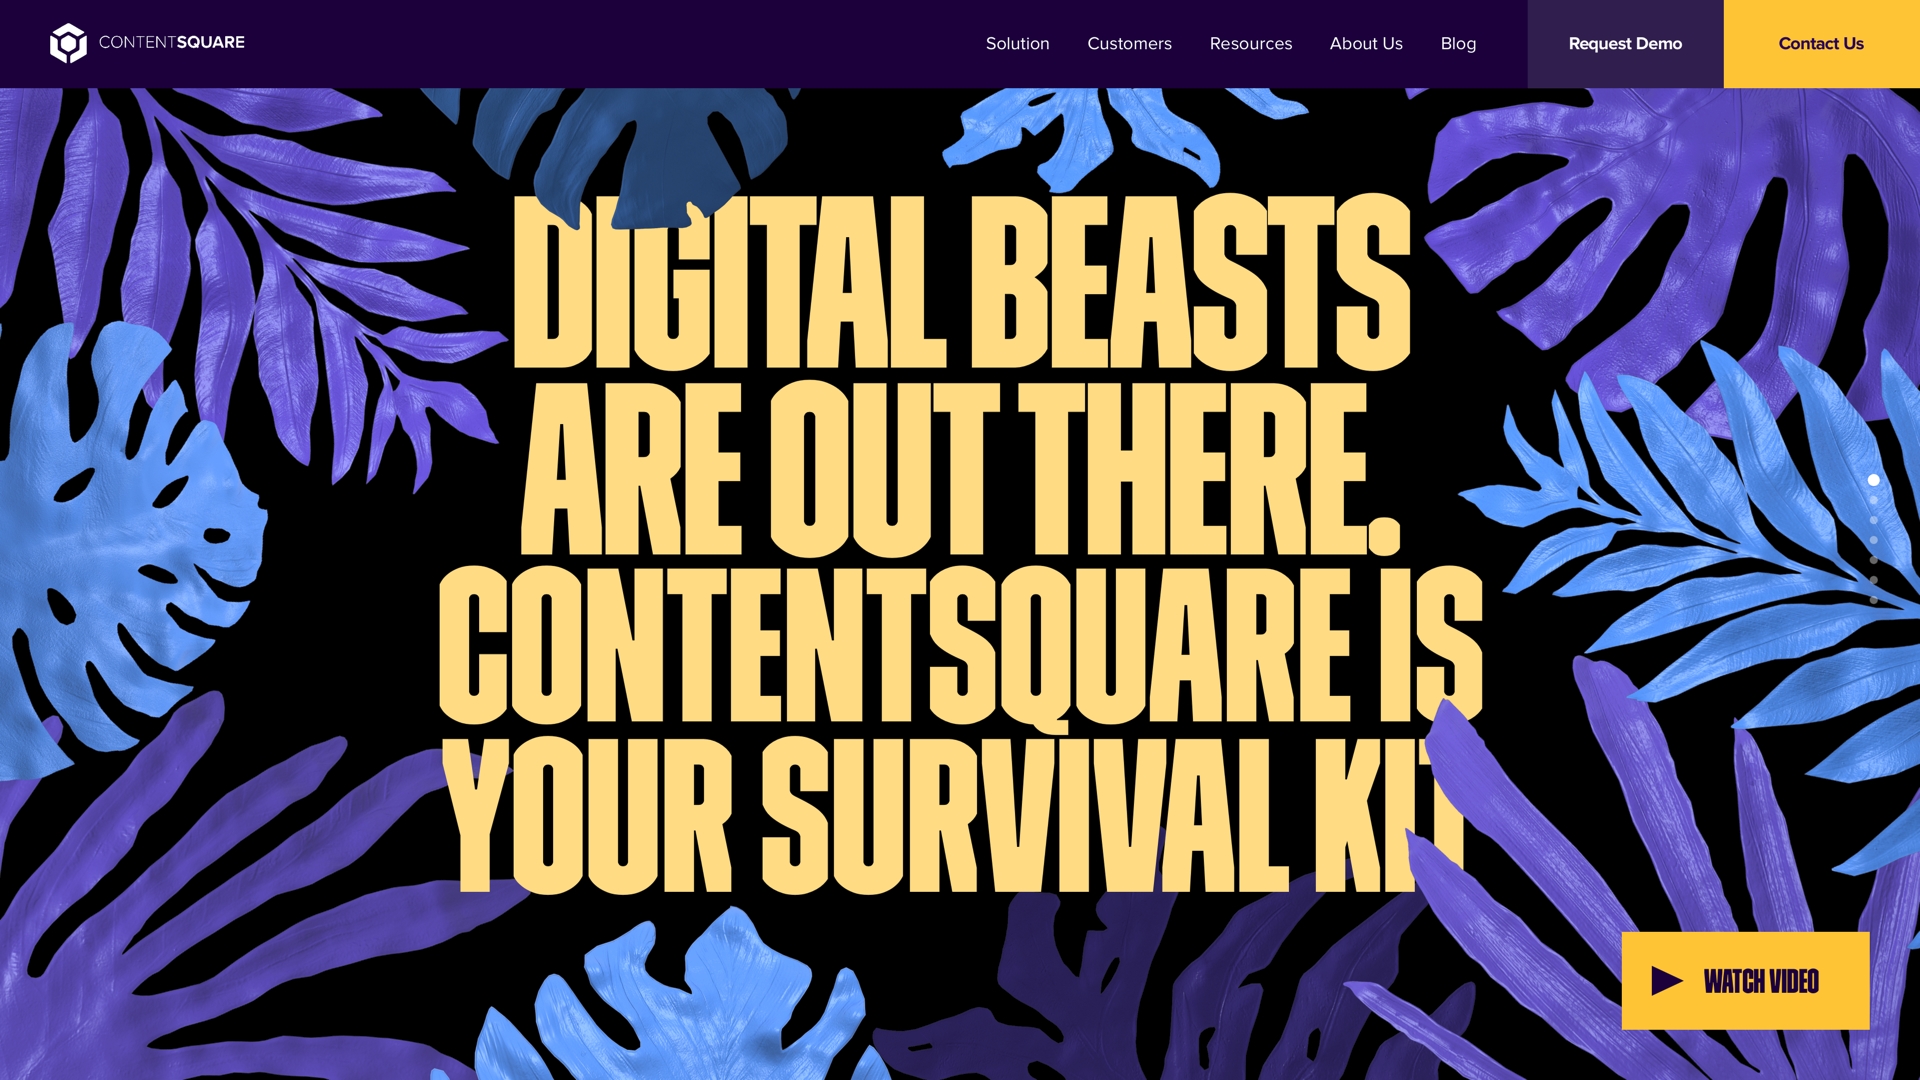 CONTENTSQUARE
Solution
Customers
Resources
About Us
Blog
Request Demo
Contact Us
DIGITAL BEASTS
ARE OUT THERE.
CONTENTSQUARE IS
YOUR SURVIVAL KIT
WATCH VIDEO